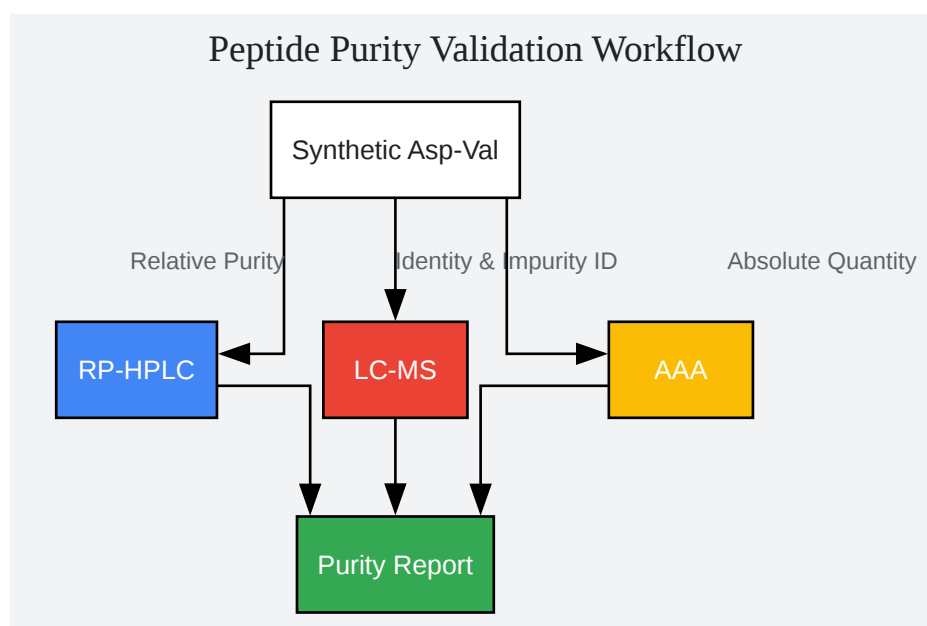 Peptide Purity Validation Workflow
Synthetic Asp-Val
Relative Purity
Identity & Impurity ID
Absolute Quantity
RP-HPLC
LC-MS
AAA
Purity Report